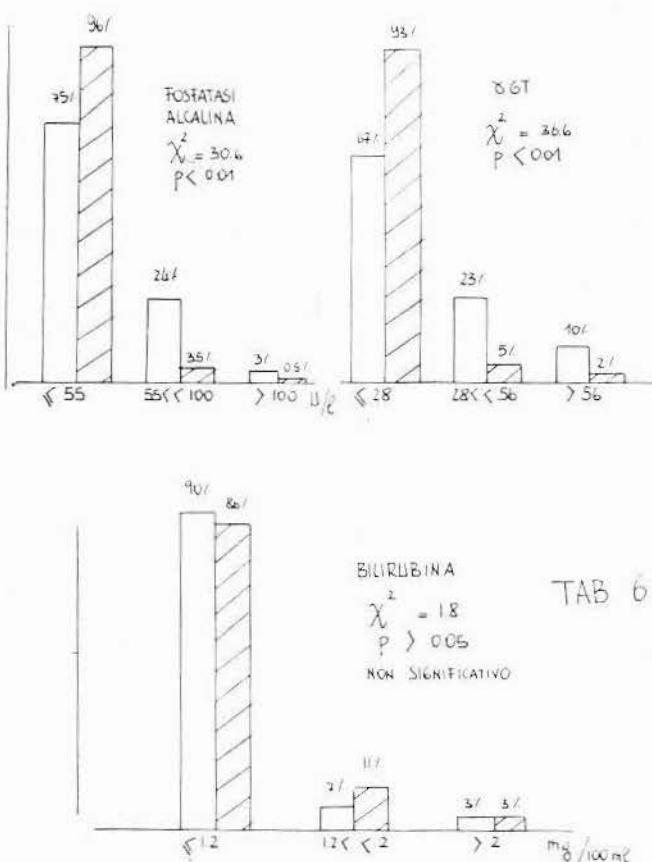 96%
75%
FOSFATASI
ALCALINA
χ² = 30.6
p < 0.01
24%
3.5%
3%
0.5%
⩽ 55
55< < 100
> 100
U/l
93%
67%
γGT
χ² = 36.6
p < 0.01
23%
5%
10%
2%
⩽ 28
28< < 56
> 56
90%
86%
BILIRUBINA
χ² = 1.8
p > 0.05
NON SIGNIFICATIVO
TAB 6
7%
11%
3%
3%
⩽ 1.2
1.2< < 2
> 2
mg/100 ml